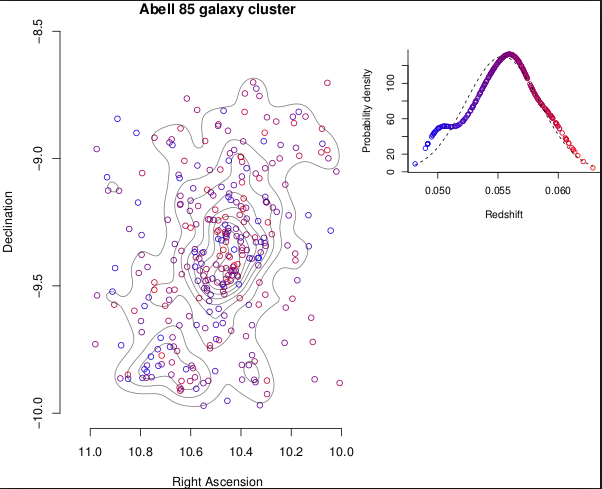 Abell 85 galaxy cluster
Declination
−8.5
−9.0
−9.5
−10.0
11.0 10.8 10.6 10.4 10.2 10.0
Right Ascension
Probability density
0 20 60 100
0.050 0.055 0.060
Redshift